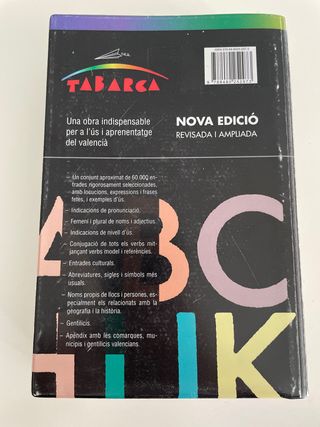 TABARCA
Una obra indispensable
per a l'ús i aprenentatge
del valencià
NOVA EDICIÓ
REVISADA I AMPLIADA
– Un conjunt aproximat de 60 000 en-
trades rigorosament seleccionades,
amb locucions, expressions i frases
fetes, i exemples d'ús.
– Indicacions de pronunciació.
– Femení i plural de noms i adjectius.
– Indicacions de nivell d'ús.
– Conjugació de tots els verbs mit-
jançant verbs model i referències.
– Entrades culturals.
– Abreviatures, sigles i símbols més
usuals.
– Noms propis de llocs i persones, es-
pecialment els relacionats amb la
geografia i la història.
– Gentilicis.
– Apèndix amb les comarques, mu-
nicipis i gentilicis valencians.
ABC
IJK